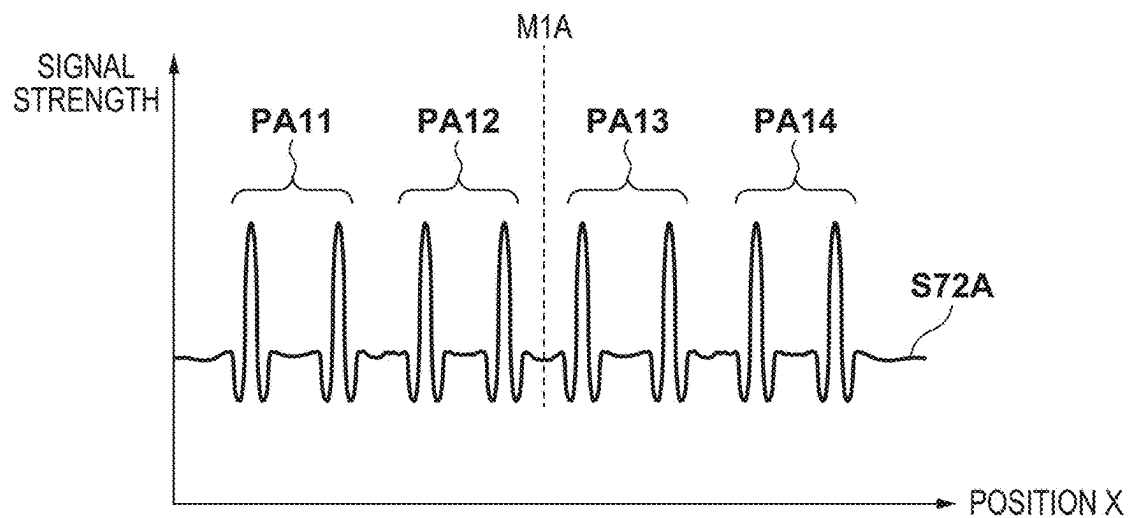 M1A
SIGNAL
STRENGTH
PA11 PA12 PA13 PA14
S72A
POSITION X